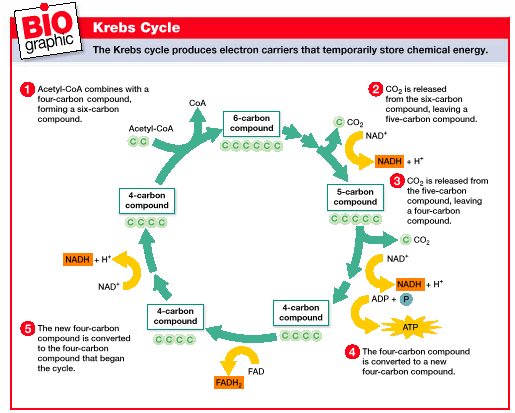 BIO
graphic
Krebs Cycle
The Krebs cycle produces electron carriers that temporarily store chemical energy.
1 Acetyl-CoA combines with a
four-carbon compound,
forming a six-carbon
compound.
CoA
Acetyl-CoA
C C
6-carbon
compound
C C C C C C
C CO₂
2 CO₂ is released
from the six-carbon
compound, leaving a
five-carbon compound.
NAD⁺
NADH + H⁺
5-carbon
compound
C C C C C
3 CO₂ is released from
the five-carbon
compound, leaving
a four-carbon
compound.
C CO₂
NAD⁺
NADH + H⁺
ADP + P
ATP
4 The four-carbon compound
is converted to a new
four-carbon compound.
4-carbon
compound
C C C C
FAD
FADH₂
4-carbon
compound
C C C C
NAD⁺
NADH + H⁺
4-carbon
compound
C C C C
5 The new four-carbon
compound is converted
to the four-carbon
compound that began
the cycle.